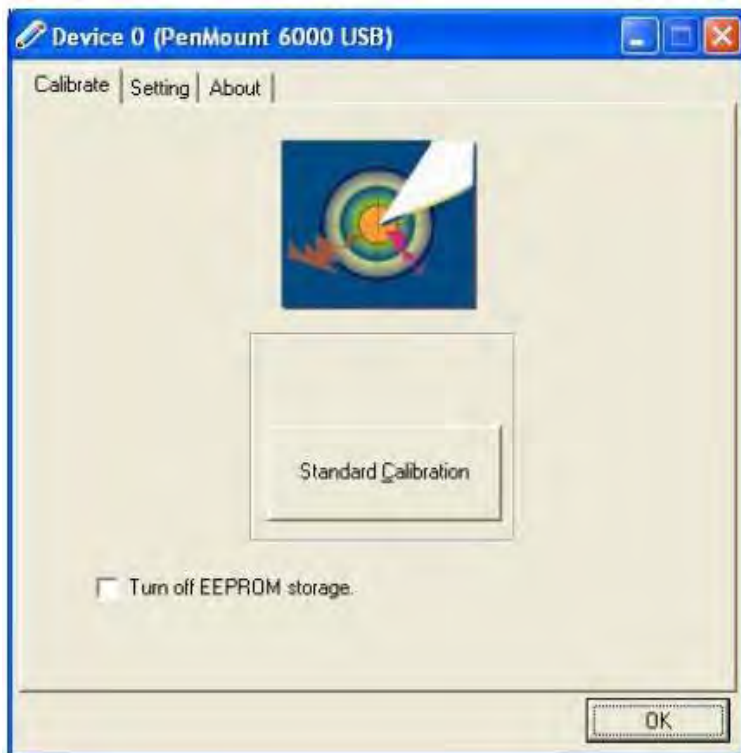 Device 0 (PenMount 6000 USB)
Calibrate Setting About
Standard Calibration
Turn off EEPROM storage.
OK